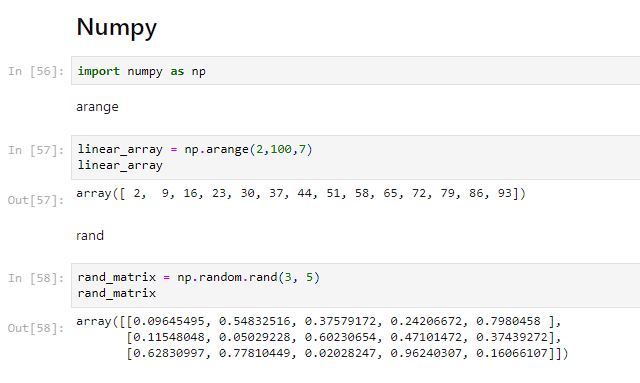 Numpy
In [56]: import numpy as np
arange
In [57]: linear_array = np.arange(2,100,7)
linear_array
Out[57]: array([ 2,  9, 16, 23, 30, 37, 44, 51, 58, 65, 72, 79, 86, 93])
rand
In [58]: rand_matrix = np.random.rand(3, 5)
rand_matrix
Out[58]: array([[0.09645495, 0.54832516, 0.37579172, 0.24206672, 0.7980458 ],
[0.11548048, 0.05029228, 0.60230654, 0.47101472, 0.37439272],
[0.62830997, 0.77810449, 0.02028247, 0.96240307, 0.16066107]])